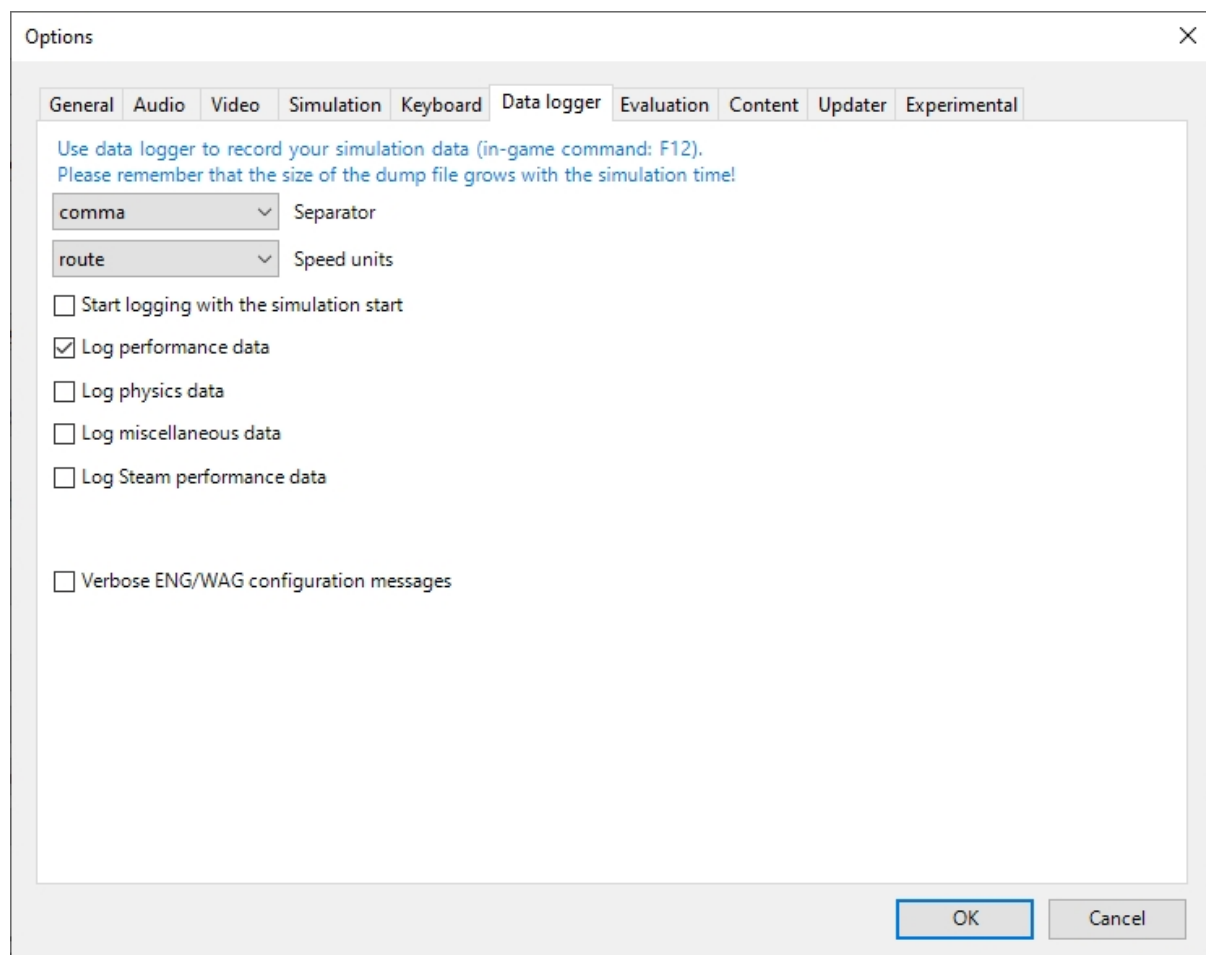 Options
General Audio Video Simulation Keyboard Data logger Evaluation Content Updater Experimental
Use data logger to record your simulation data (in-game command: F12).
Please remember that the size of the dump file grows with the simulation time!
comma Separator
route Speed units
Start logging with the simulation start
Log performance data
Log physics data
Log miscellaneous data
Log Steam performance data
Verbose ENG/WAG configuration messages
OK Cancel